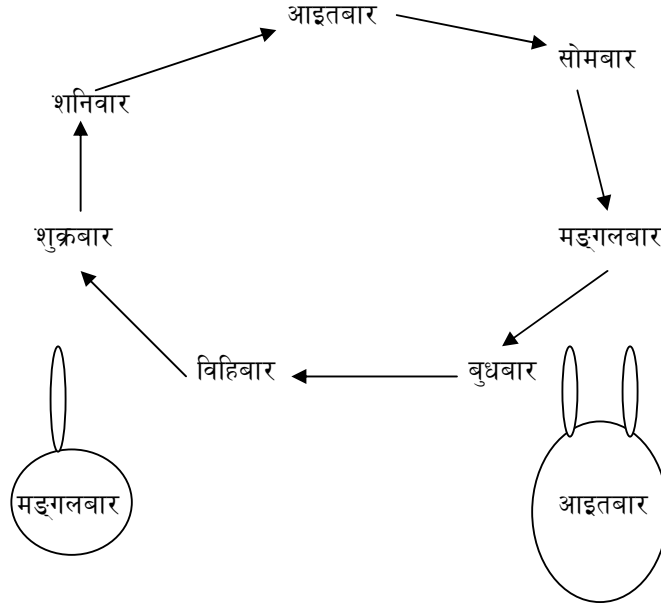 आइतबार
सोमबार
शनिवार
शुक्रबार
मङ्गलबार
विहिबार
बुधबार
मङ्गलबार
आइतबार